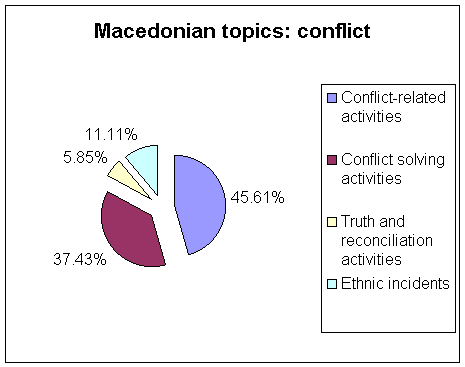 Macedonian topics: conflict
11.11%
5.85%
45.61%
37.43%
Conflict-related
activities
Conflict solving
activities
Truth and
reconciliation
activities
Ethnic incidents